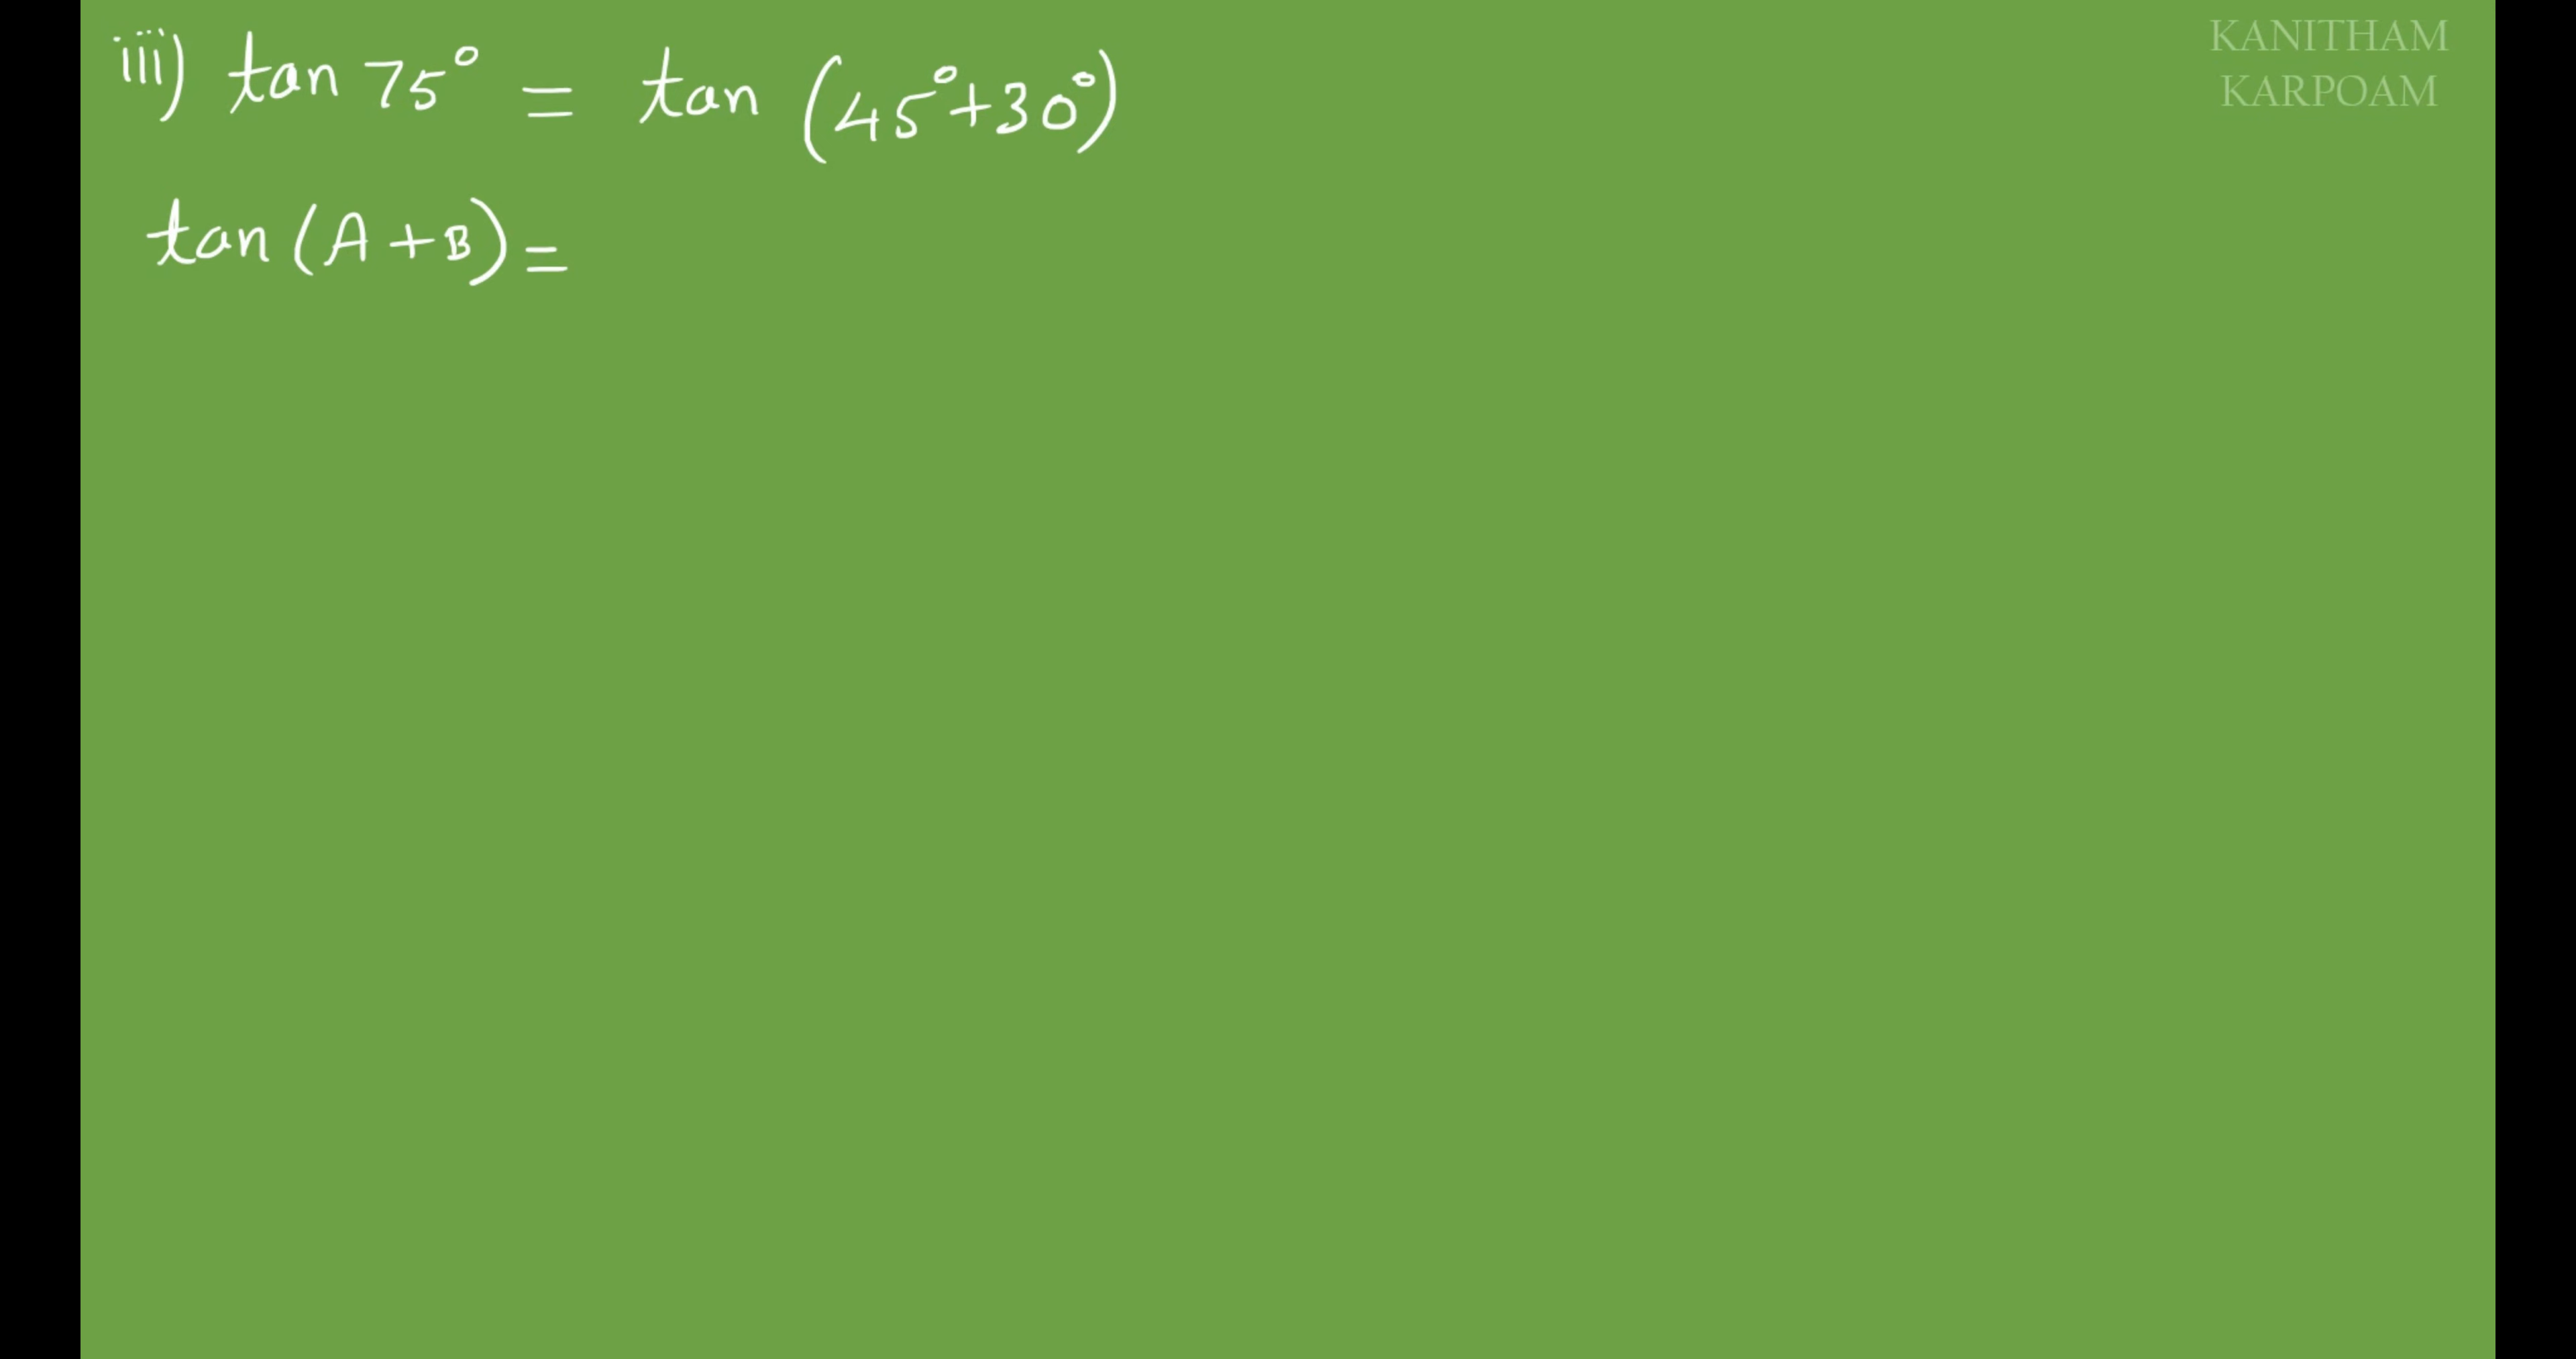 iii) tan 75° = tan (45°+30°)
KANITHAM
KARPOAM
tan (A+B) =